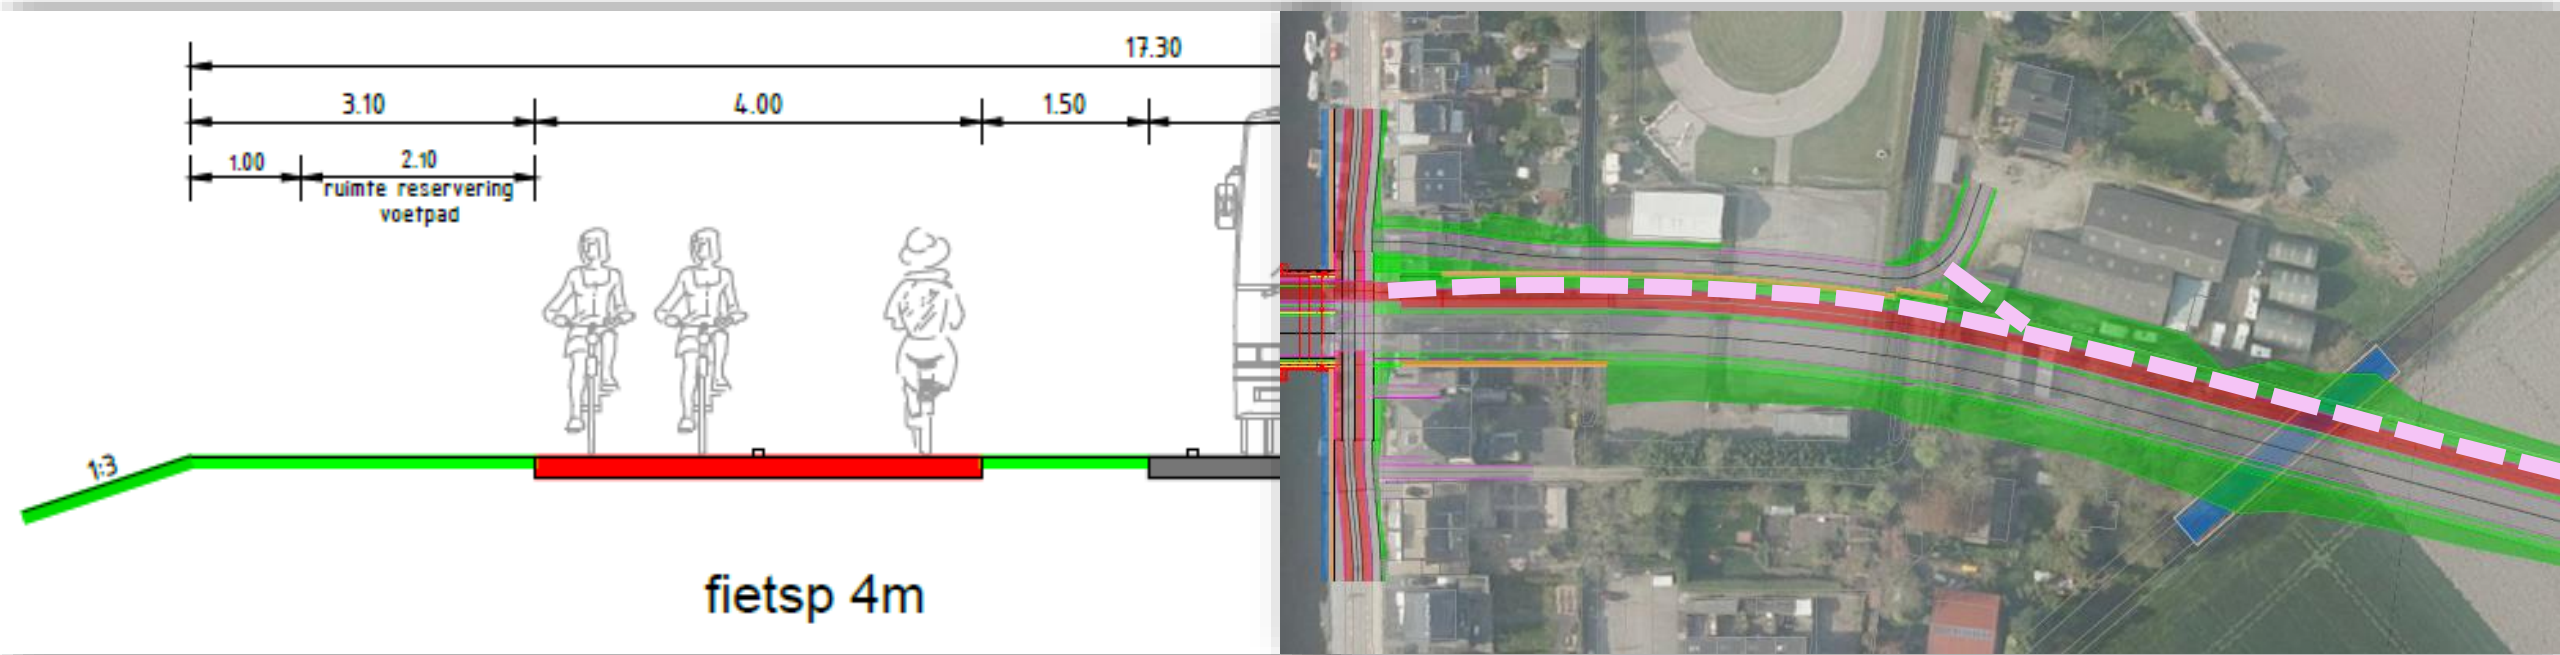 17.30
3.10 4.00 1.50
1.00 2.10
ruimte reservering
voetpad
1:3
fietsp 4m